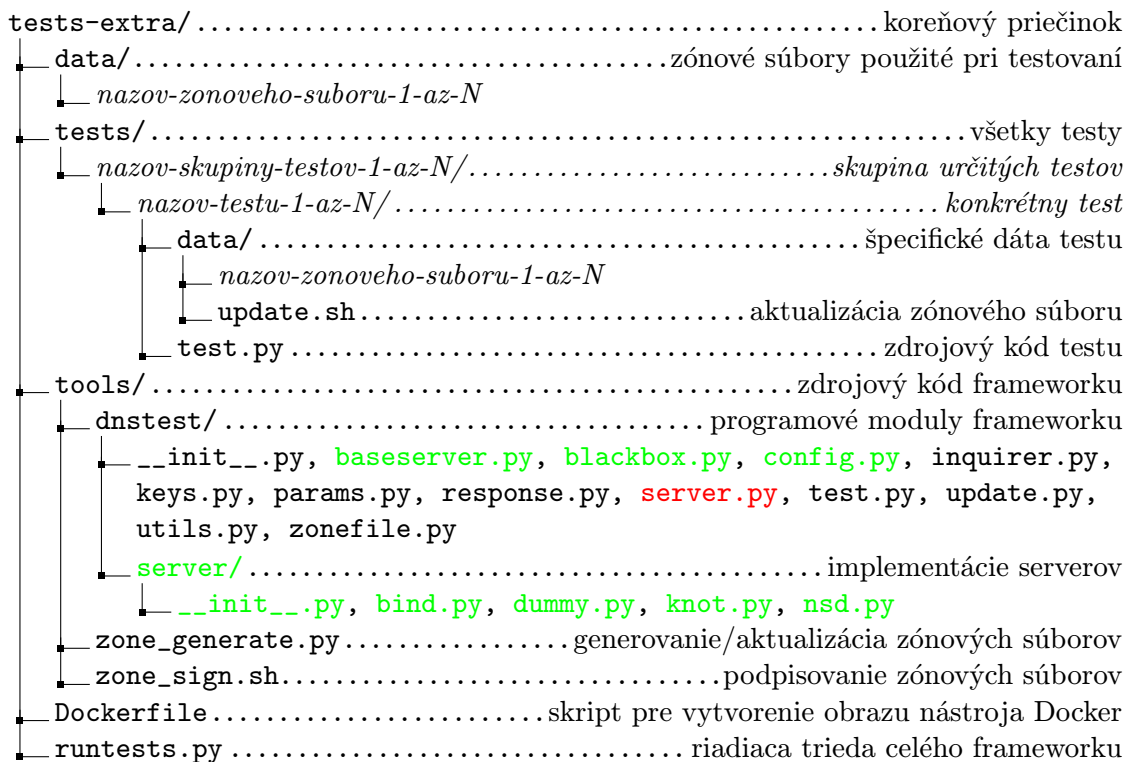 tests-extra/ koreňový priečinok
data/ zónové súbory použité pri testovaní
nazov-zonoveho-suboru-1-az-N
tests/ všetky testy
nazov-skupiny-testov-1-az-N/ skupina určitých testov
nazov-testu-1-az-N/ konkrétny test
data/ špecifické dáta testu
nazov-zonoveho-suboru-1-az-N
update.sh aktualizácia zónového súboru
test.py zdrojový kód testu
tools/ zdrojový kód frameworku
dnstest/ programové moduly frameworku
__init__.py, baseserver.py, blackbox.py, config.py, inquirer.py,
keys.py, params.py, response.py, server.py, test.py, update.py,
utils.py, zonefile.py
server/ implementácie serverov
__init__.py, bind.py, dummy.py, knot.py, nsd.py
zone_generate.py generovanie/aktualizácia zónových súborov
zone_sign.sh podpisovanie zónových súborov
Dockerfile skript pre vytvorenie obrazu nástroja Docker
runtests.py riadiaca trieda celého frameworku